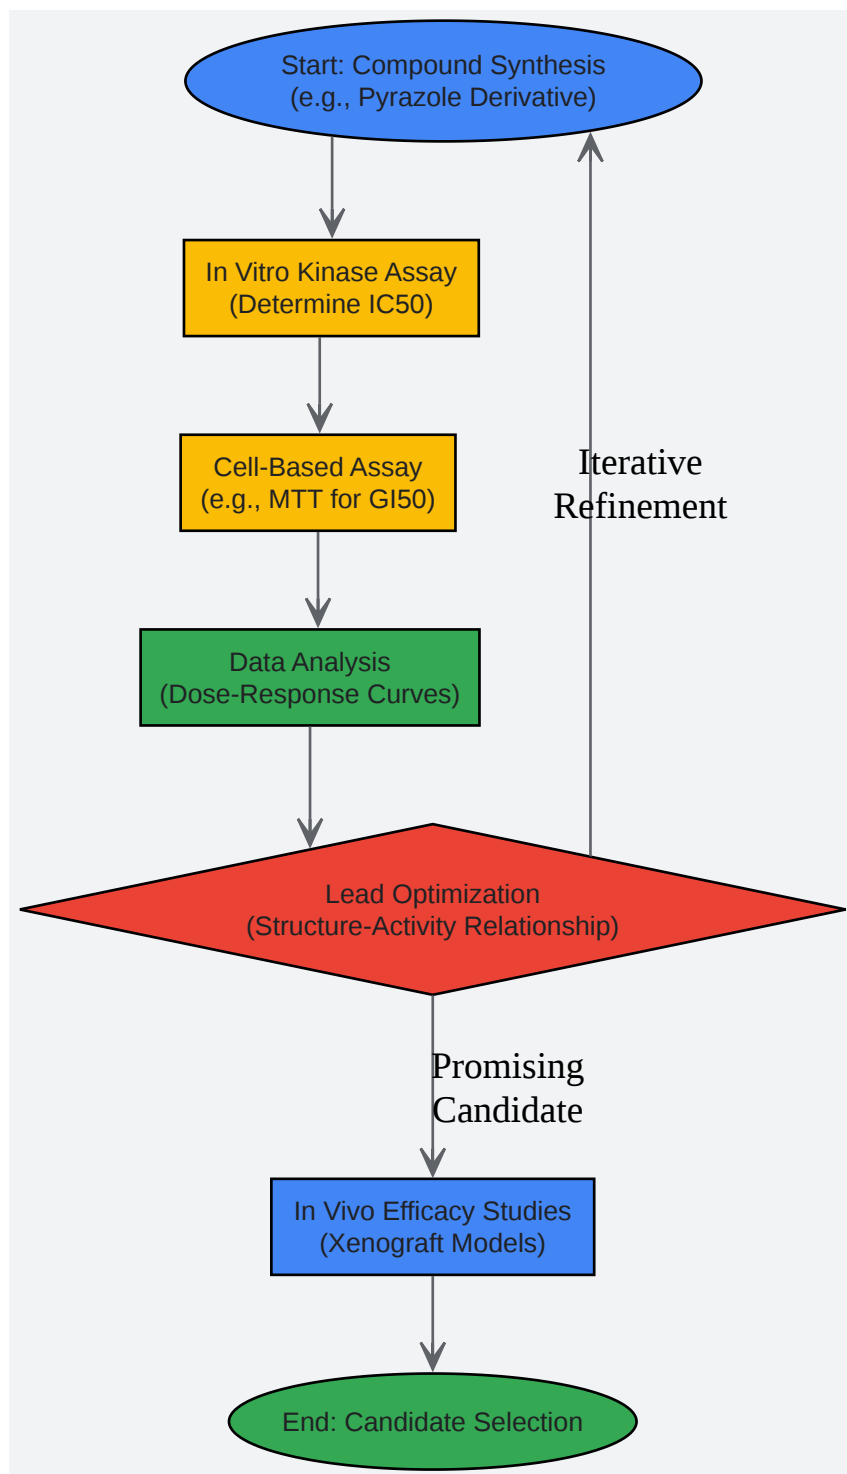 Start: Compound Synthesis
(e.g., Pyrazole Derivative)
In Vitro Kinase Assay
(Determine IC50)
Cell-Based Assay
(e.g., MTT for GI50)
Iterative
Refinement
Data Analysis
(Dose-Response Curves)
Lead Optimization
(Structure-Activity Relationship)
Promising
Candidate
In Vivo Efficacy Studies
(Xenograft Models)
End: Candidate Selection